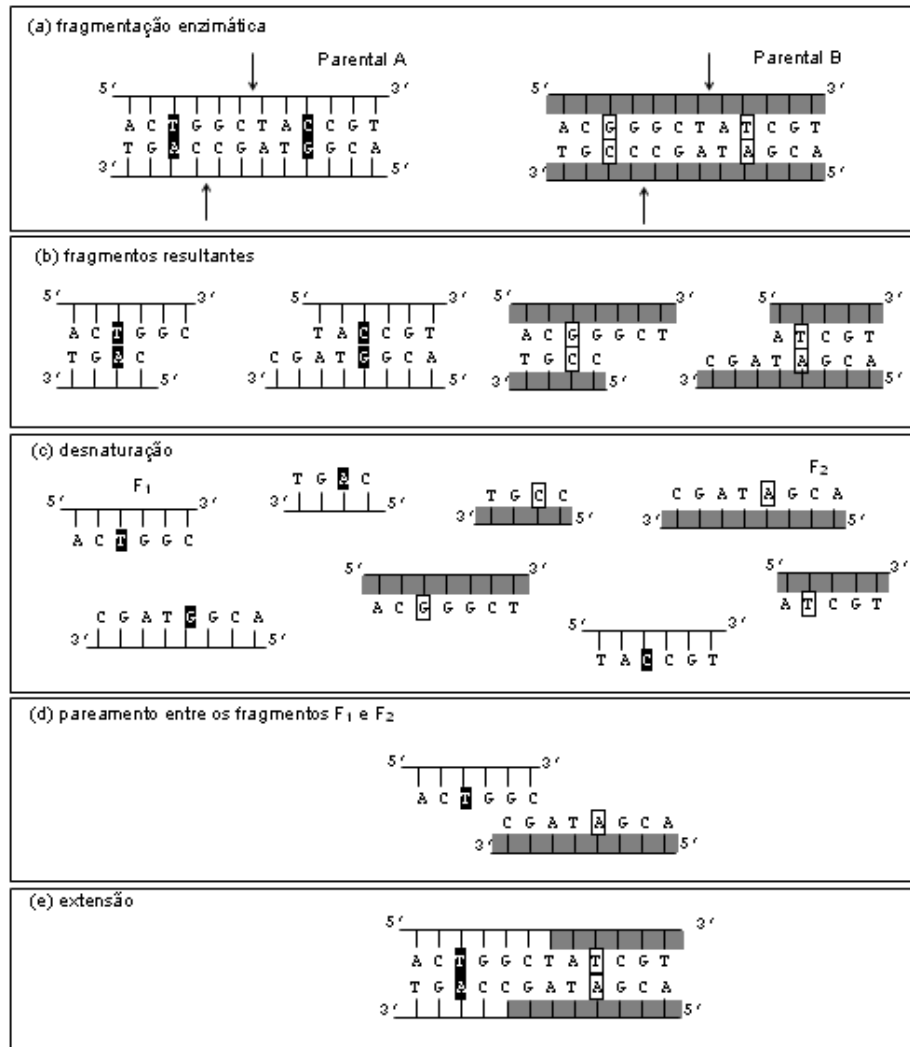 (a) fragmentação enzimática
Parental A
Parental B
5′ 3′
5′ 3′
A C T G G C T A C C G T
A C G G G C T A T C G T
T G A C C G A T G G C A
T G C C C G A T A G C A
3′ 5′
3′ 5′
(b) fragmentos resultantes
5′ 3′
5′ 3′
5′ 3′
5′ 3′
A C T G G C
T A C C G T
A C G G G C T
A T C G T
T G A C
C G A T G G C A
T G C C
C G A T A G C A
3′ 5′
3′ 5′
3′ 5′
3′ 5′
(c) desnaturação
F1
F2
T G A C
3′ 5′
T G C C
3′ 5′
C G A T A G C A
3′ 5′
5′ 3′
A C T G G C
5′ 3′
A C G G G C T
5′ 3′
A T C G T
C G A T G G C A
3′ 5′
5′ 3′
T A C C G T
(d) pareamento entre os fragmentos F1 e F2
5′ 3′
A C T G G C
C G A T A G C A
3′ 5′
(e) extensão
5′ 3′
A C T G G C T A T C G T
T G A C C G A T A G C A
3′ 5′